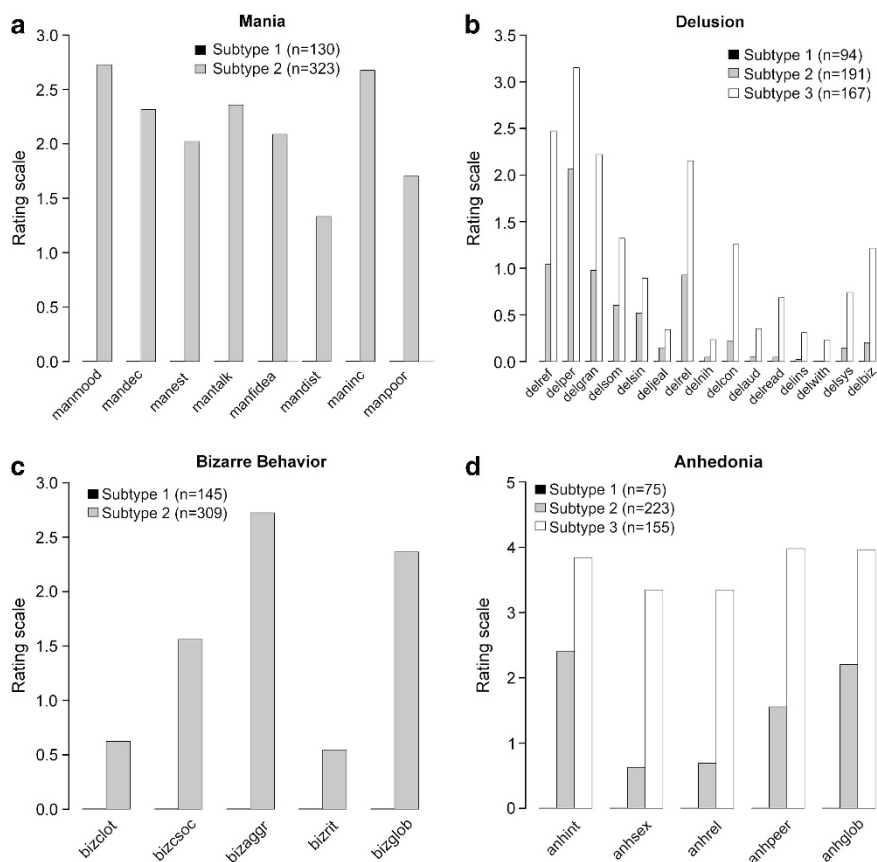 a
Mania
3.0
2.5
2.0
1.5
1.0
0.5
0.0
Rating scale
Subtype 1 (n=130)
Subtype 2 (n=323)
manmood
mandec
manest
mantalk
manfidea
mandist
maninc
manpoor
b
Delusion
3.5
3.0
2.5
2.0
1.5
1.0
0.5
0.0
Rating scale
Subtype 1 (n=94)
Subtype 2 (n=191)
Subtype 3 (n=167)
delref
delper
delgran
delsom
delsin
deljeal
delrel
delnih
delcon
delaud
delread
delins
delwith
delsys
delbiz
c
Bizarre Behavior
3.0
2.5
2.0
1.5
1.0
0.5
0.0
Rating scale
Subtype 1 (n=145)
Subtype 2 (n=309)
bizclot
bizcsoc
bizaggr
bizrit
bizglob
d
Anhedonia
5
4
3
2
1
0
Rating scale
Subtype 1 (n=75)
Subtype 2 (n=223)
Subtype 3 (n=155)
anhint
anhsex
anhrel
anhpeer
anhglob